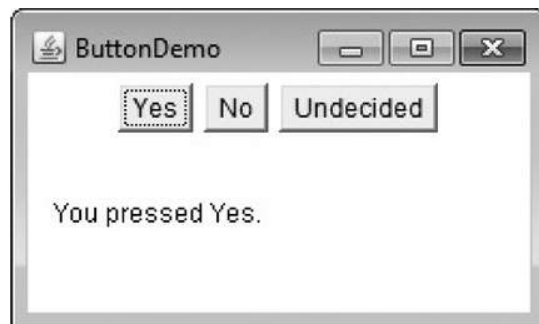 ButtonDemo
Yes No Undecided
You pressed Yes.